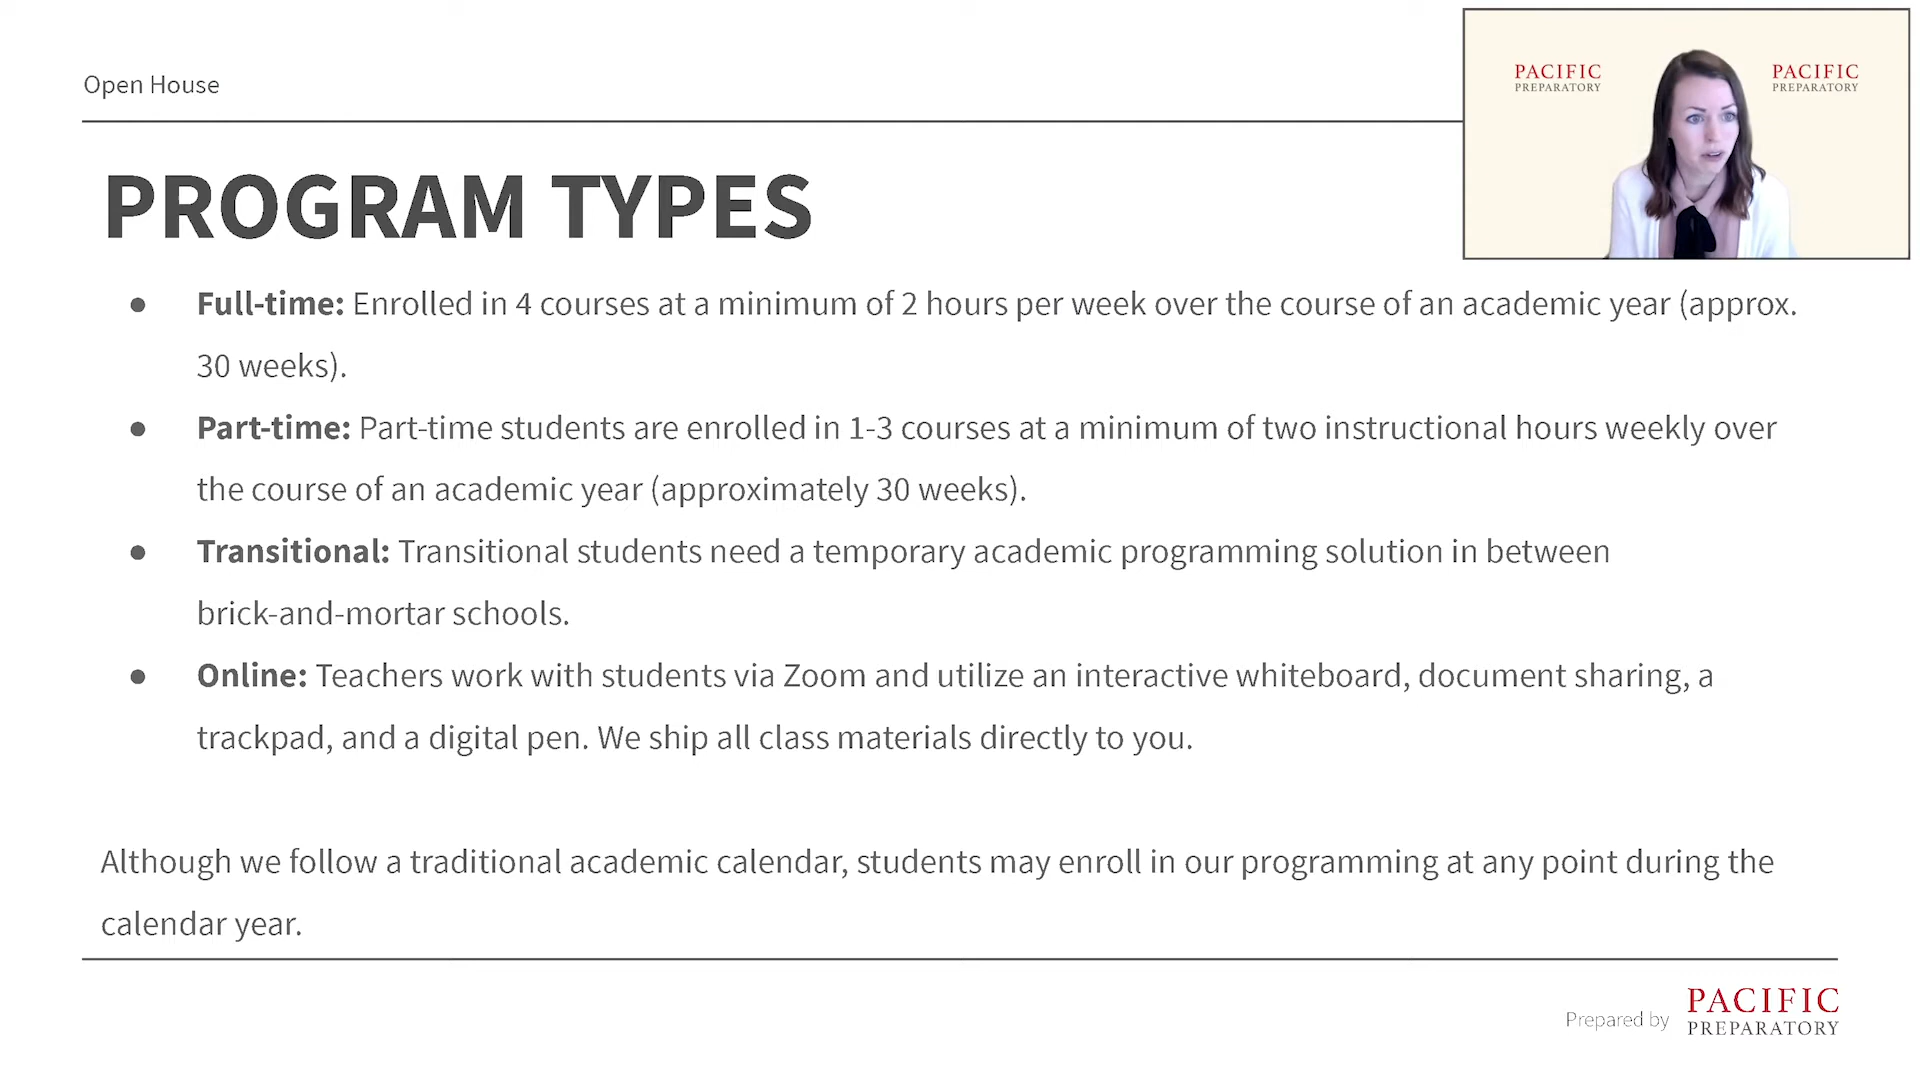 Open House
PACIFIC
PREPARATORY
PACIFIC
PREPARATORY
PROGRAM TYPES
● Full-time: Enrolled in 4 courses at a minimum of 2 hours per week over the course of an academic year (approx.
30 weeks).
● Part-time: Part-time students are enrolled in 1-3 courses at a minimum of two instructional hours weekly over
the course of an academic year (approximately 30 weeks).
● Transitional: Transitional students need a temporary academic programming solution in between
brick-and-mortar schools.
● Online: Teachers work with students via Zoom and utilize an interactive whiteboard, document sharing, a
trackpad, and a digital pen. We ship all class materials directly to you.
Although we follow a traditional academic calendar, students may enroll in our programming at any point during the
calendar year.
Prepared by
PACIFIC
PREPARATORY